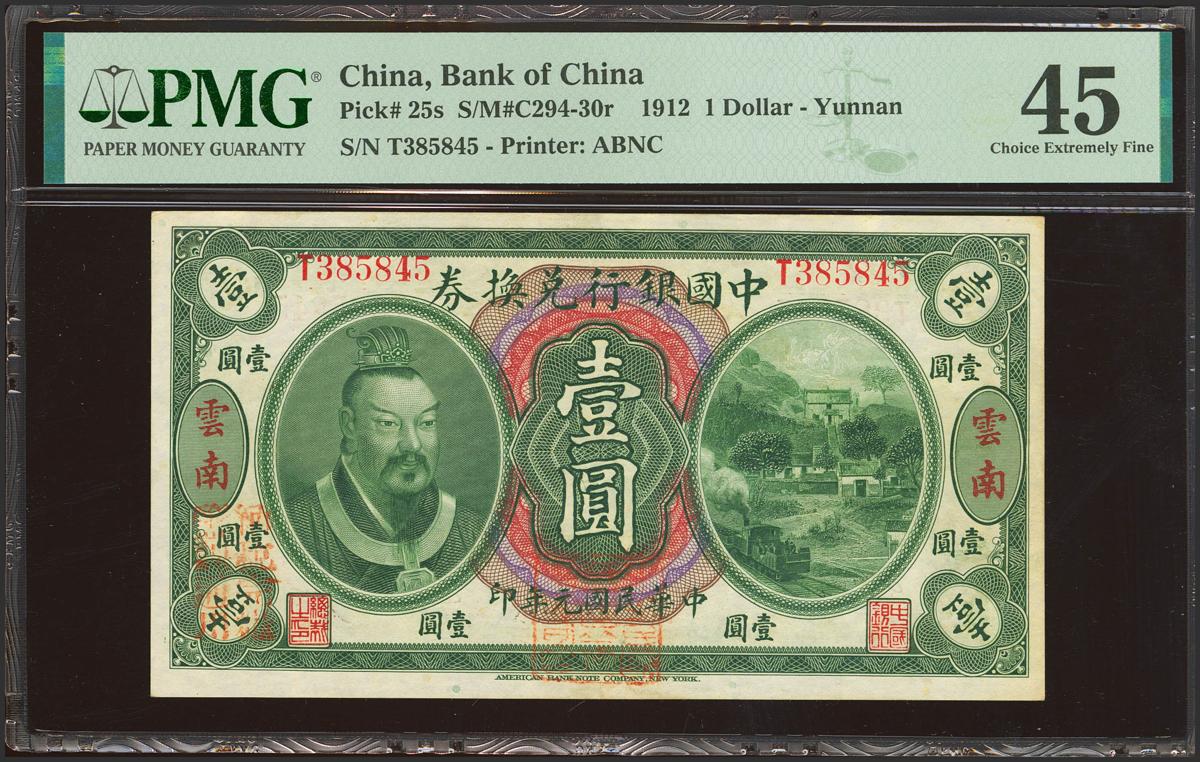 PMG®
PAPER MONEY GUARANTY
China, Bank of China
Pick# 25s S/M#C294-30r 1912 1 Dollar - Yunnan
S/N T385845 - Printer: ABNC
45
Choice Extremely Fine
T385845
T385845
券換兌行銀國中
壹
壹
圓壹
圓壹
雲南
壹圓
雲南
圓壹
圓壹
壹
壹
印年元國民華中
圓壹
圓壹
AMERICAN BANK NOTE COMPANY, NEW YORK.